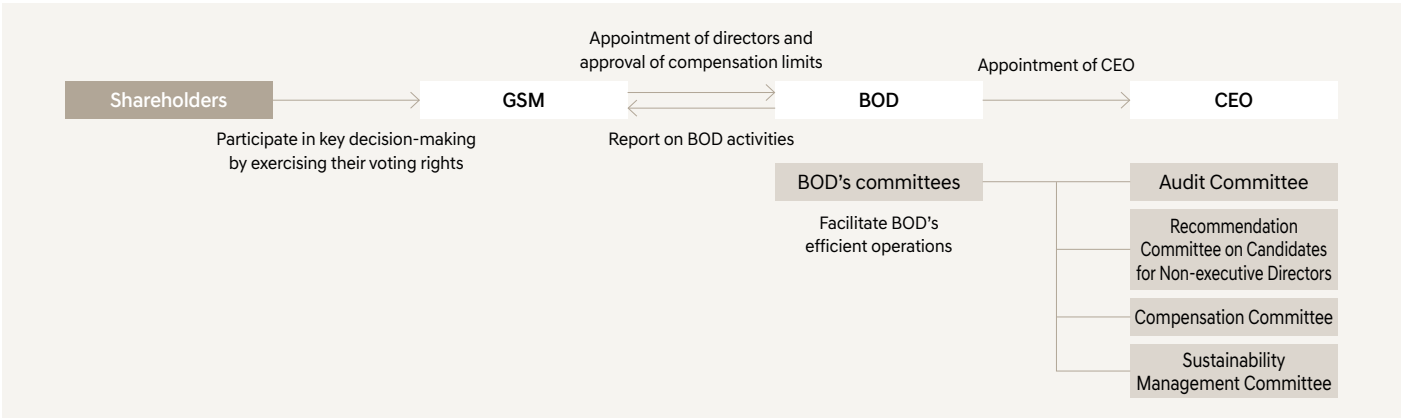 Appointment of directors and
approval of compensation limits
Appointment of CEO
Shareholders
GSM
BOD
CEO
Participate in key decision-making
by exercising their voting rights
Report on BOD activities
BOD's committees
Facilitate BOD's
efficient operations
Audit Committee
Recommendation
Committee on Candidates
for Non-executive Directors
Compensation Committee
Sustainability
Management Committee